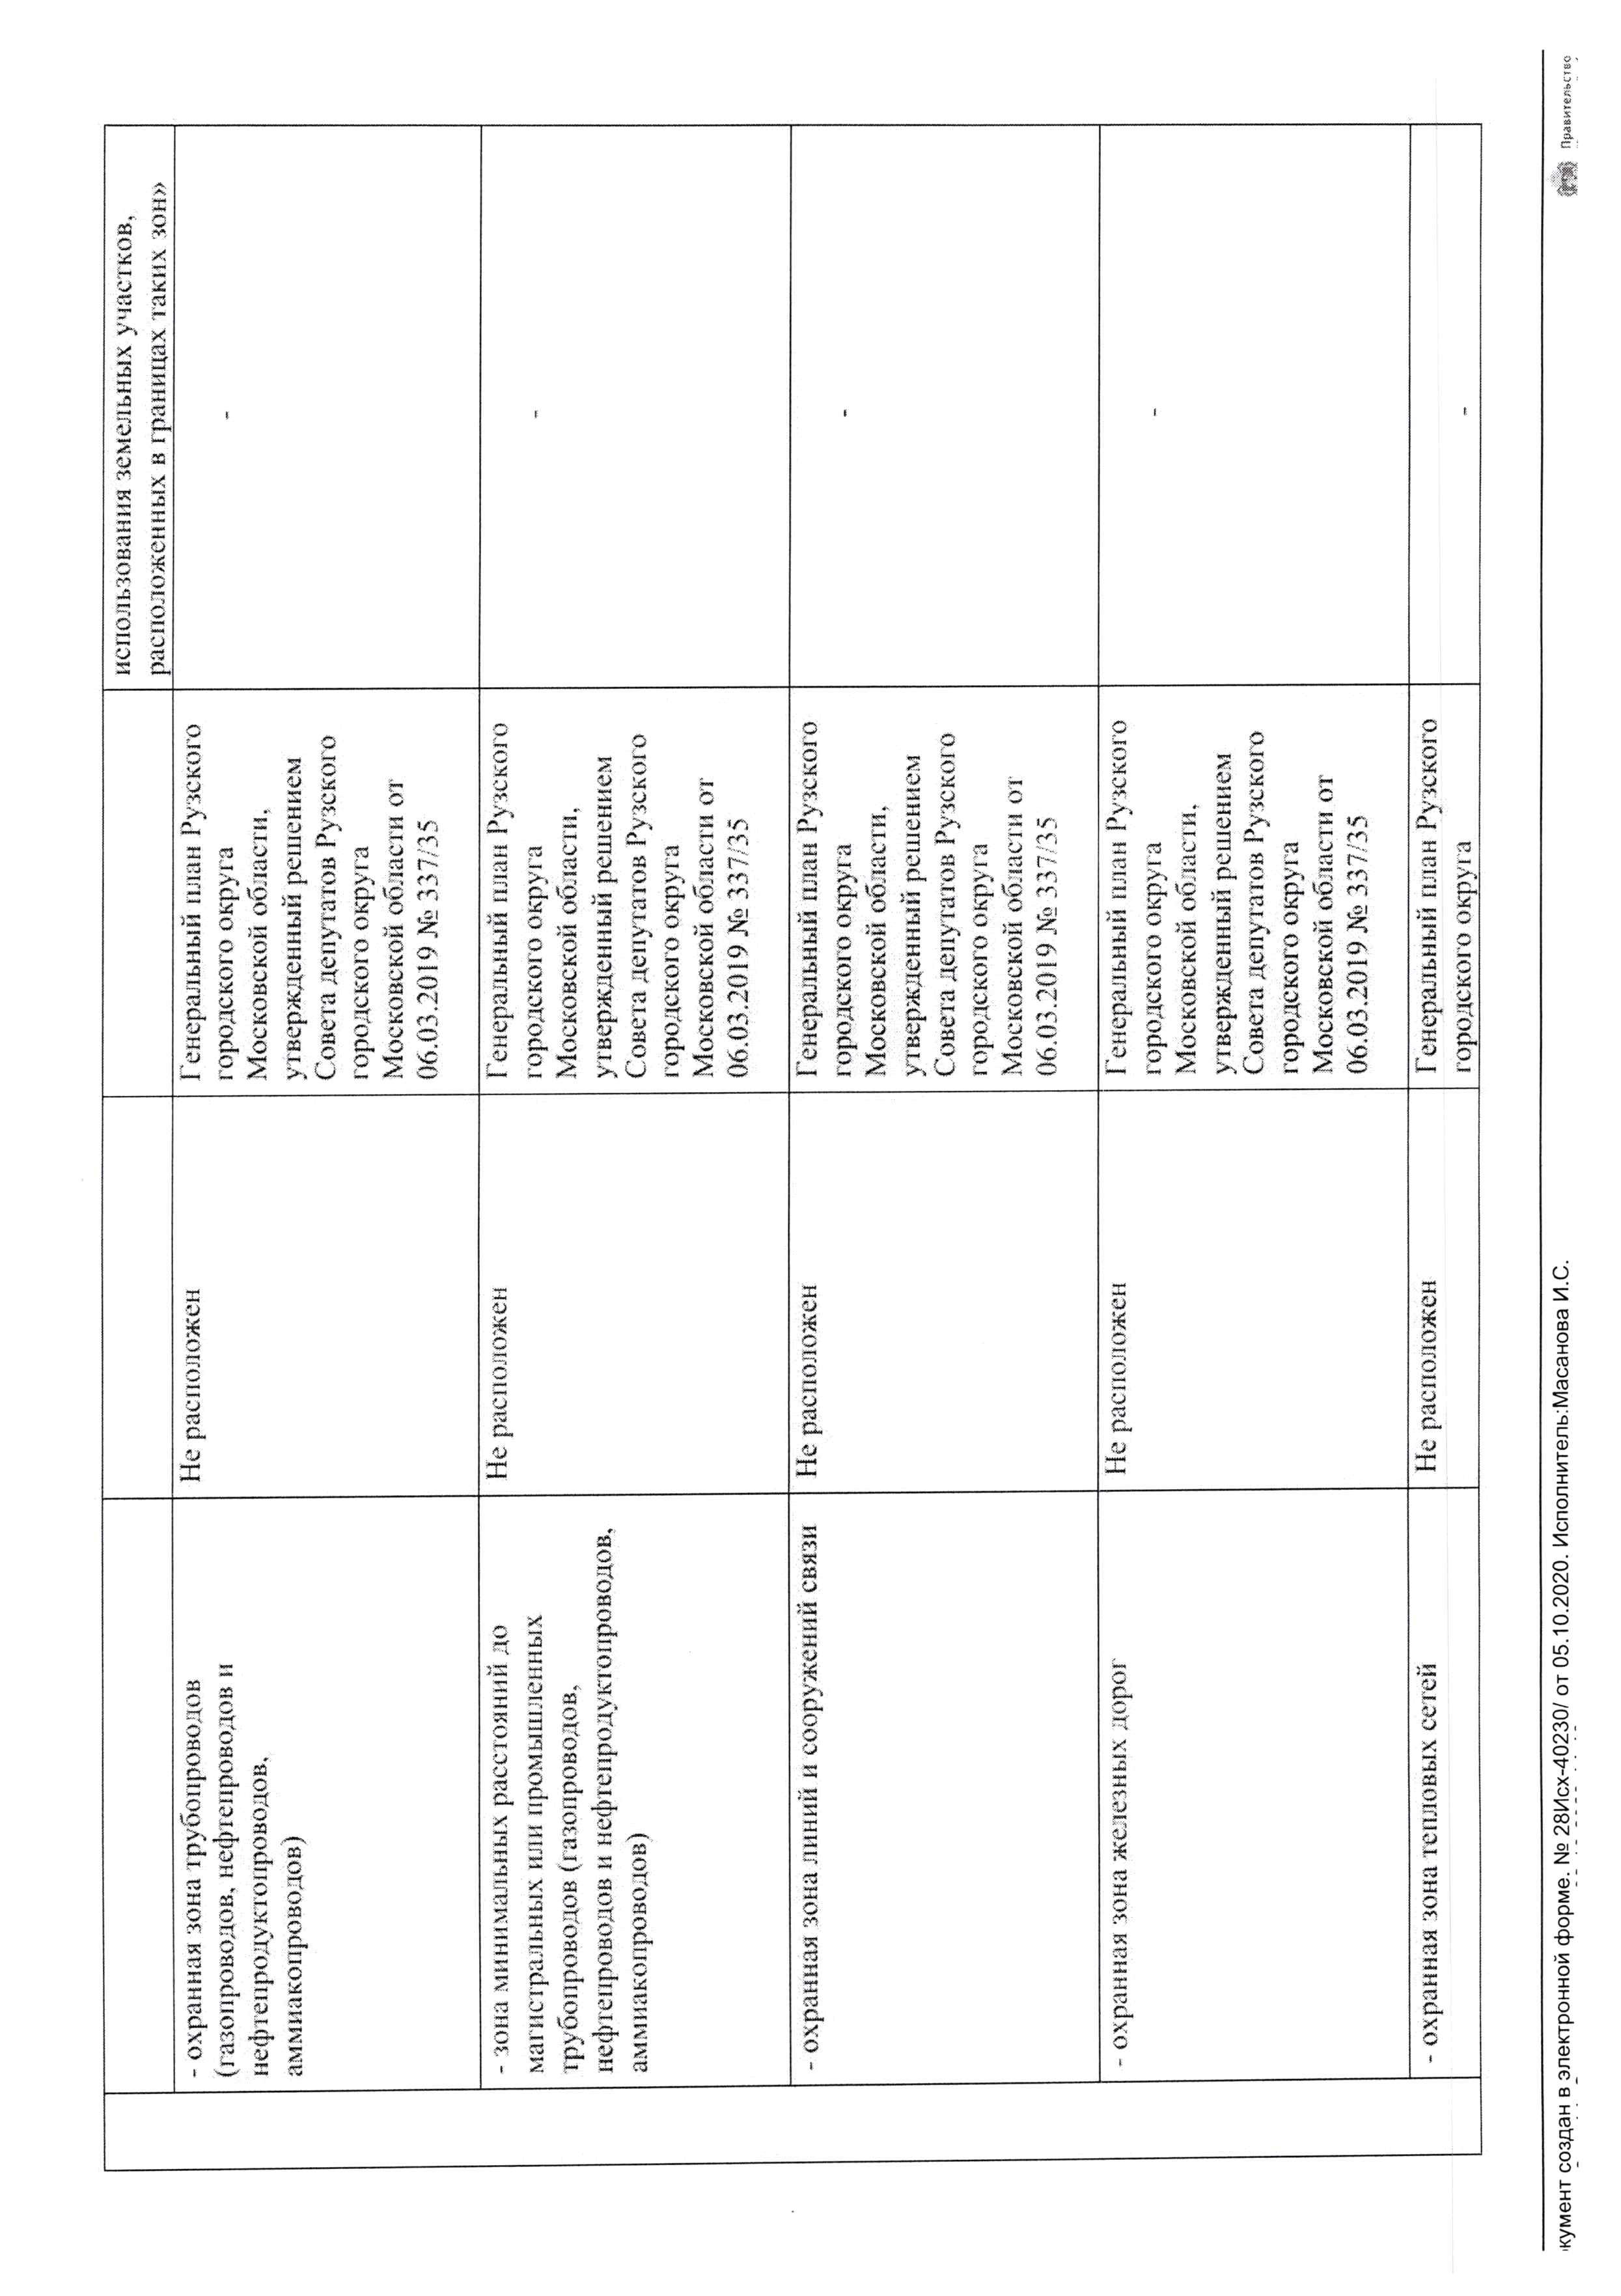 использования земельных участков,
расположенных в границах таких зон»
- охранная зона трубопроводов
(газопроводов, нефтепроводов и
нефтепродуктопроводов,
аммиакопроводов)
Не расположен
Генеральный план Рузского
городского округа
Московской области,
утвержденный решением
Совета депутатов Рузского
городского округа
Московской области от
06.03.2019 № 337/35
-
- зона минимальных расстояний до
магистральных или промышленных
трубопроводов (газопроводов,
нефтепроводов и нефтепродуктопроводов,
аммиакопроводов)
Не расположен
Генеральный план Рузского
городского округа
Московской области,
утвержденный решением
Совета депутатов Рузского
городского округа
Московской области от
06.03.2019 № 337/35
-
- охранная зона линий и сооружений связи
Не расположен
Генеральный план Рузского
городского округа
Московской области,
утвержденный решением
Совета депутатов Рузского
городского округа
Московской области от
06.03.2019 № 337/35
-
- охранная зона железных дорог
Не расположен
Генеральный план Рузского
городского округа
Московской области,
утвержденный решением
Совета депутатов Рузского
городского округа
Московской области от
06.03.2019 № 337/35
-
- охранная зона тепловых сетей
Не расположен
Генеральный план Рузского
городского округа
-
кумент создан в электронной форме. № 28Исх-40230/ от 05.10.2020. Исполнитель:Масанова И.С.
Правительство